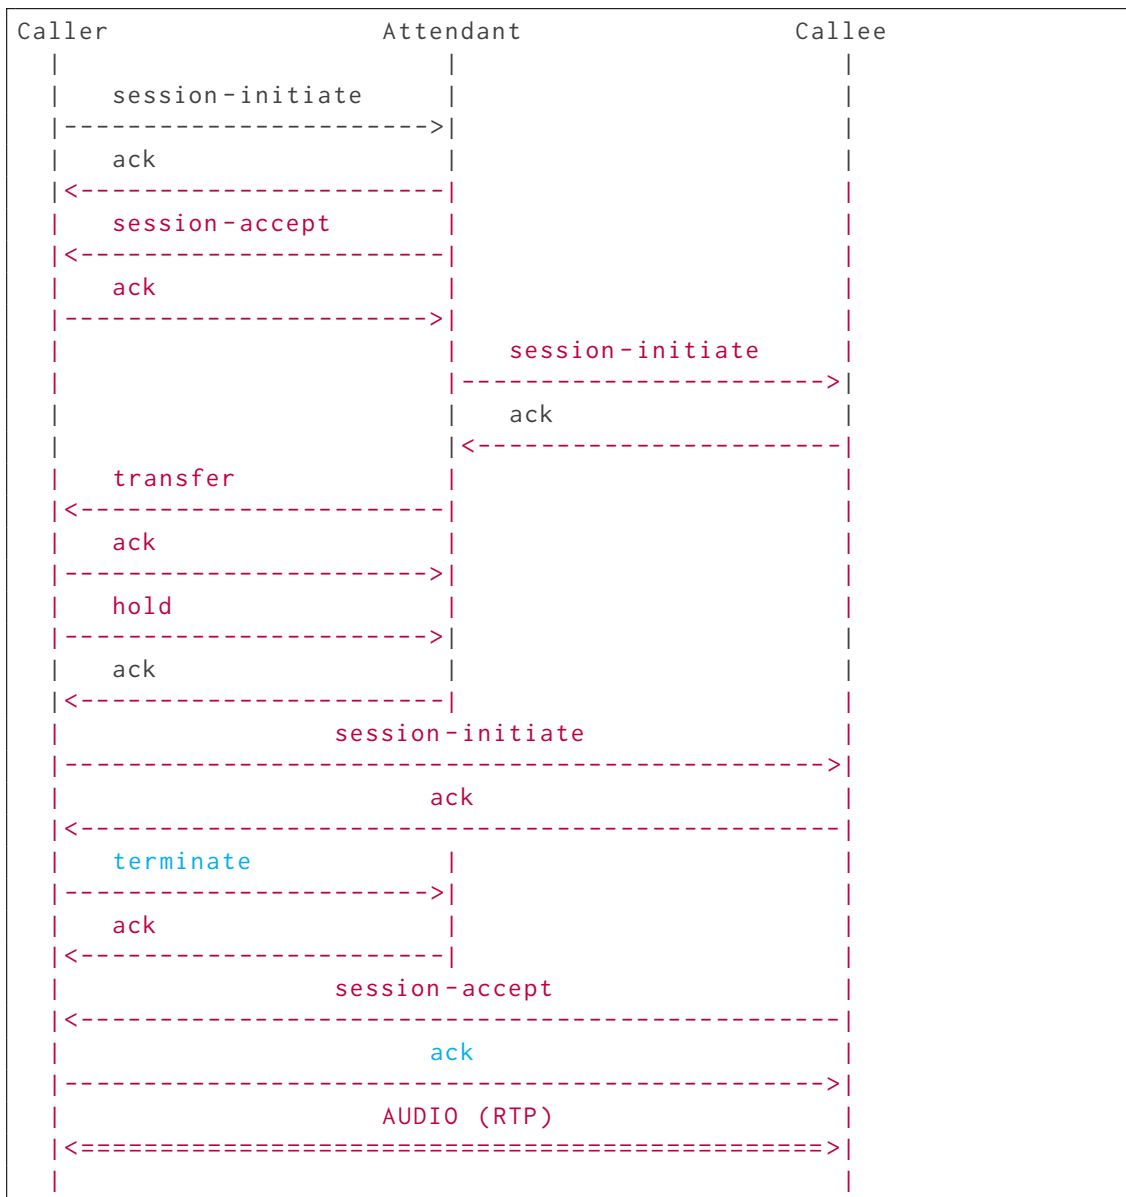 Caller Attendant Callee
| | |
| session-initiate | |
|----------------------->| |
| ack | |
|<-----------------------| |
| session-accept | |
|<-----------------------| |
| ack | |
|----------------------->| |
| | session-initiate |
| |----------------------->|
| | ack |
| |<-----------------------|
| transfer | |
|<-----------------------| |
| ack | |
|----------------------->| |
| hold | |
|----------------------->| |
| ack | |
|<-----------------------| |
| session-initiate |
|------------------------------------------------>|
| ack |
|<------------------------------------------------|
| terminate | |
|----------------------->| |
| ack | |
|<-----------------------| |
| session-accept |
|<------------------------------------------------|
| ack |
|------------------------------------------------>|
| AUDIO (RTP) |
|<===============================================>|
| |